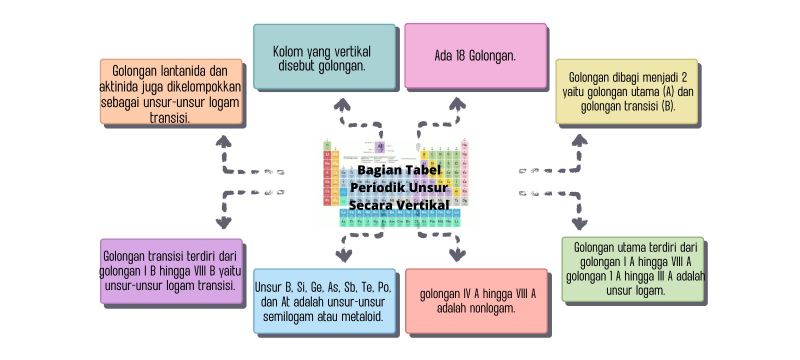 Kolom yang vertikal
disebut golongan.
Ada 18 Golongan.
Golongan lantanida dan
aktinida juga dikelompokkan
sebagai unsur-unsur logam
transisi.
Golongan dibagi menjadi 2
yaitu golongan utama (A) dan
golongan transisi (B).
Bagian Tabel
Periodik Unsur
Secara Vertikal
Golongan transisi terdiri dari
golongan I B hingga VIII B yaitu
unsur-unsur logam transisi.
Golongan utama terdiri dari
golongan I A hingga VIII A
golongan 1 A hingga III A adalah
unsur logam.
Unsur B, Si, Ge, As, Sb, Te, Po,
dan At adalah unsur-unsur
semilogam atau metaloid.
golongan IV A hingga VIII A
adalah nonlogam.